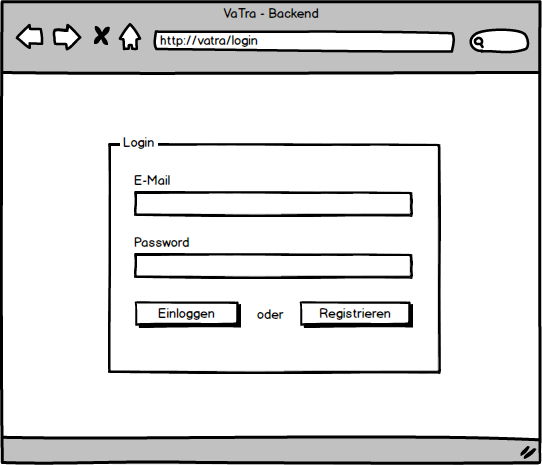 VaTra - Backend
http://vatra/login
Login
E-Mail
Password
Einloggen oder Registrieren